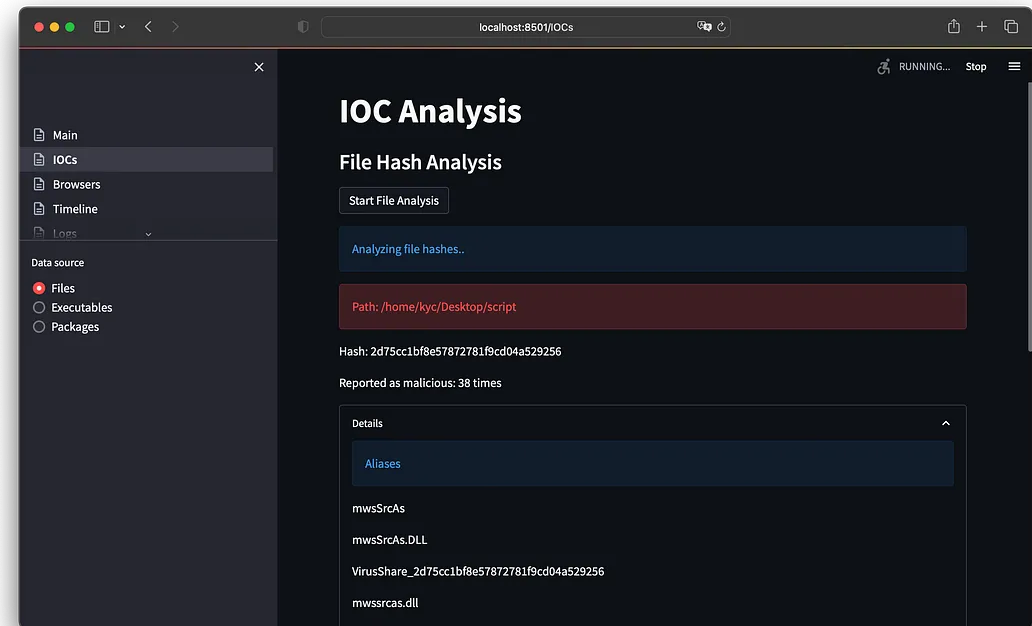 localhost:8501/IOCs
RUNNING...
Stop
Main
IOCs
Browsers
Timeline
Logs
Data source
Files
Executables
Packages
IOC Analysis
File Hash Analysis
Start File Analysis
Analyzing file hashes..
Path: /home/kyc/Desktop/script
Hash: 2d75cc1bf8e57872781f9cd04a529256
Reported as malicious: 38 times
Details
Aliases
mwsSrcAs
mwsSrcAs.DLL
VirusShare_2d75cc1bf8e57872781f9cd04a529256
mwssrcas.dll